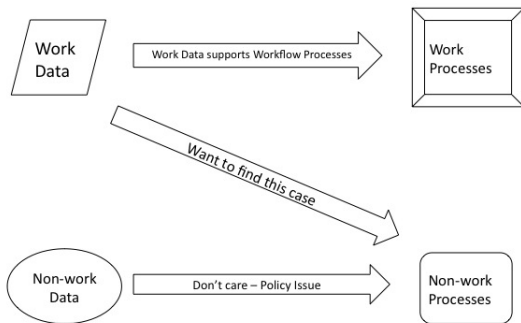 Work
Data
Work Data supports Workflow Processes
Work
Processes
Want to find this case
Non-work
Data
Don't care – Policy Issue
Non-work
Processes